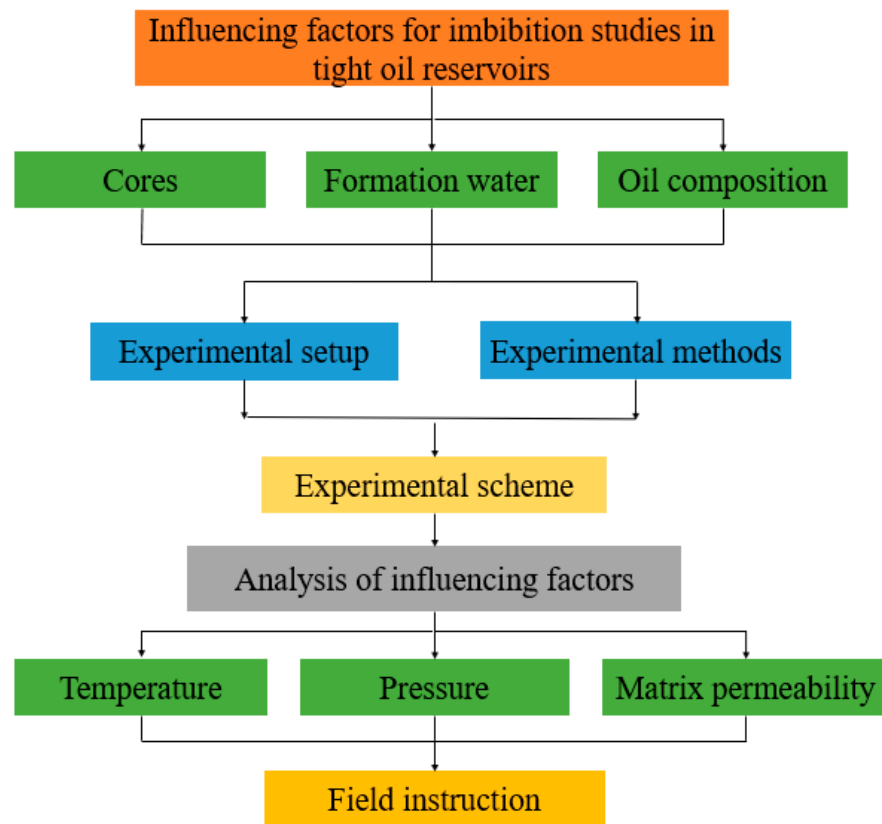 Influencing factors for imbibition studies in
tight oil reservoirs
Cores
Formation water
Oil composition
Experimental setup
Experimental methods
Experimental scheme
Analysis of influencing factors
Temperature
Pressure
Matrix permeability
Field instruction